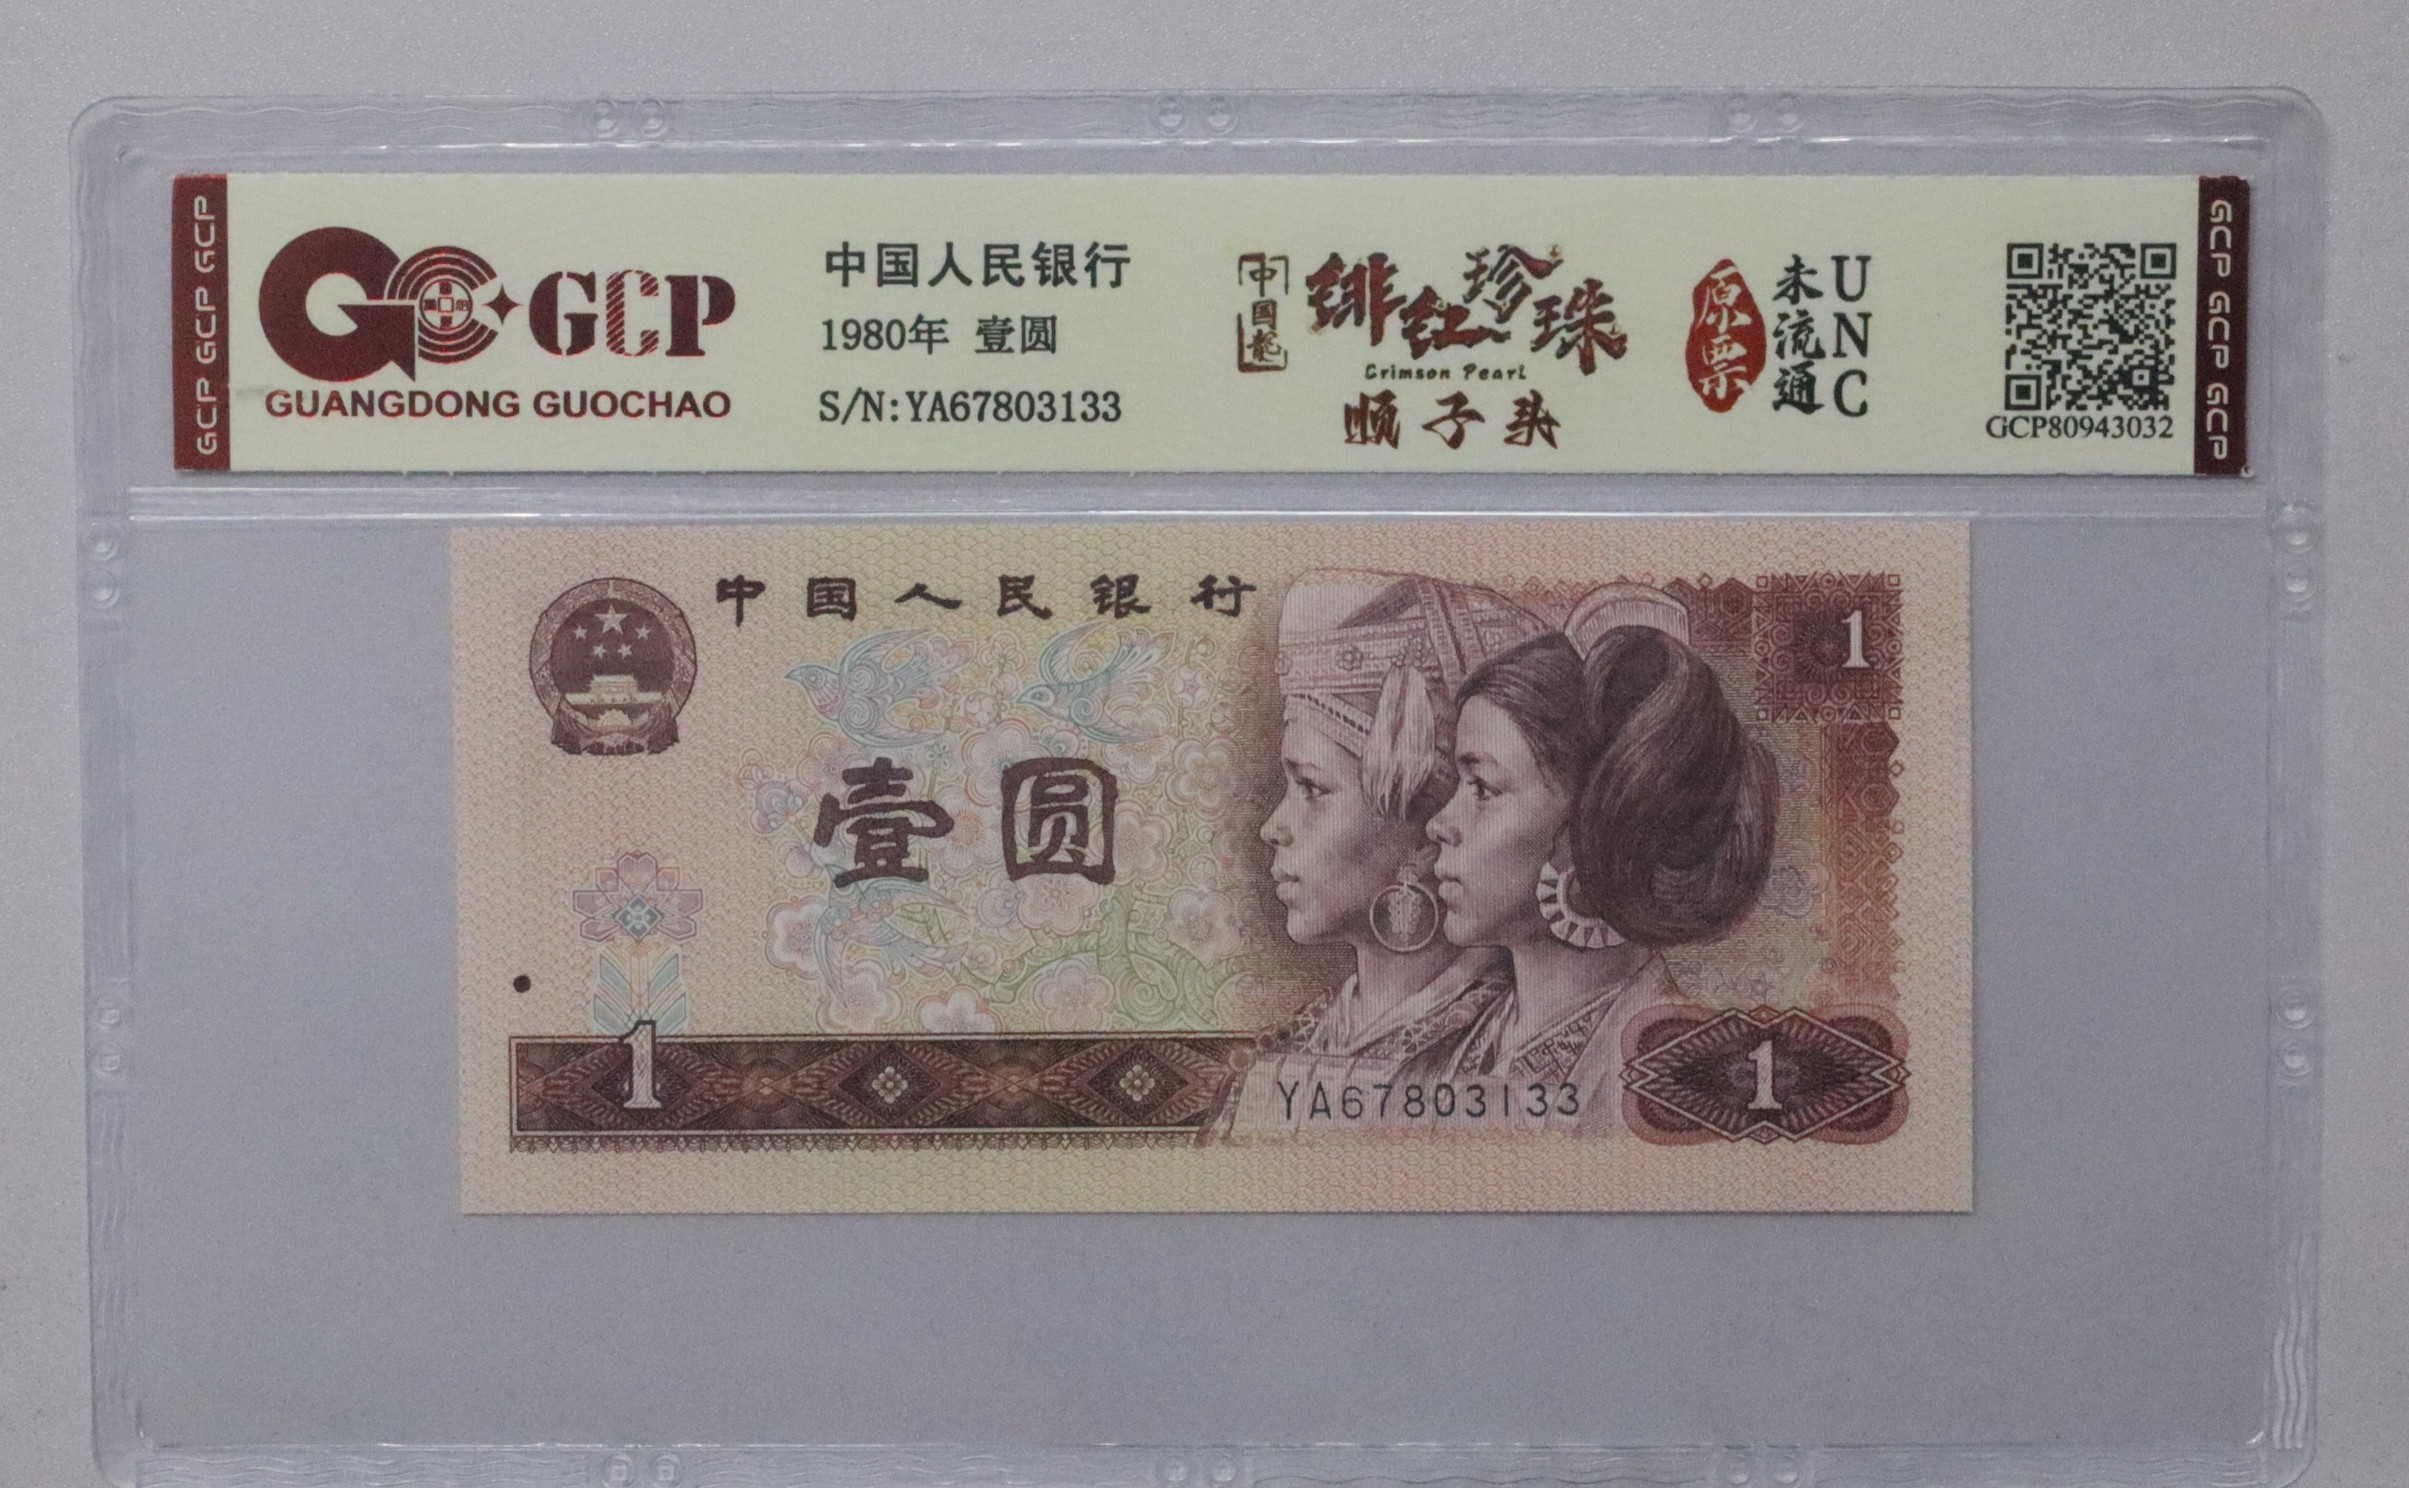 GCP GCP GCP
GCP
GUANGDONG GUOCHAO
中国人民银行
1980年 壹圆
S/N:YA67803133
中国龍
绯红珍珠
Crimson Pearl
顺子头
原票
未流通
UNC
GCP80943032
GCP GCP GCP
中国人民银行
1
壹圆
1
YA67803133
1